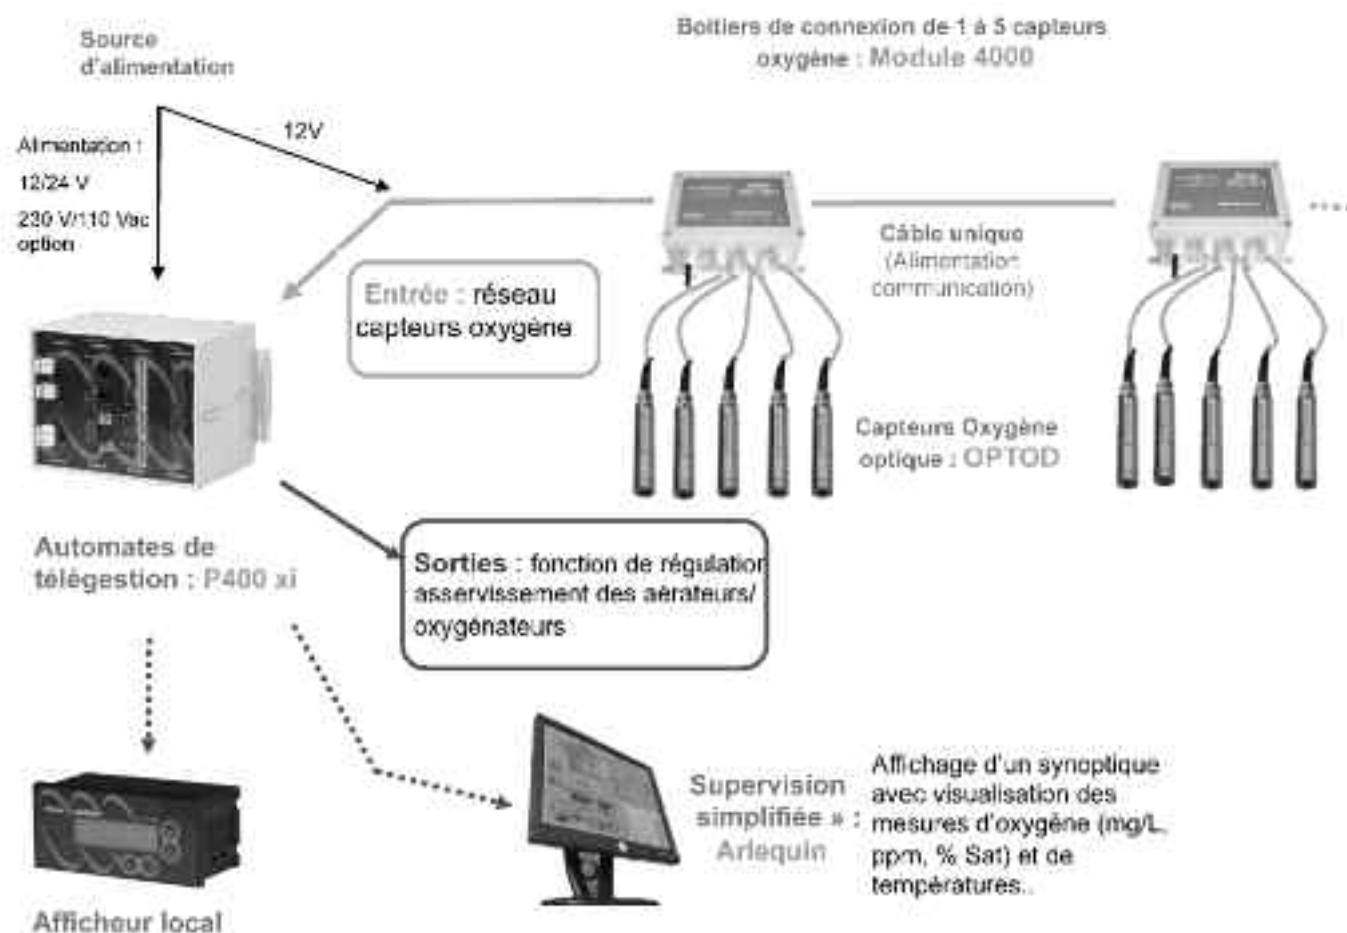 Source
d'alimentation
Boîtiers de connexion de 1 à 5 capteurs
oxygène : Module 4000
12V
Alimentation :
12/24 V
230 V/110 Vac
option
Câble unique
(Alimentation
communication)
Entrée : réseau
capteurs oxygène
Capteurs Oxygène
optique : OPTOD
Automates de
télégestion : P400 xi
Sorties : fonction de régulation
asservissement des aérateurs/
oxygénateurs
Supervision
simplifiée » :
Arlequin
Affichage d'un synoptique
avec visualisation des
mesures d'oxygène (mg/L,
ppm, % Sat) et de
températures..
Afficheur local